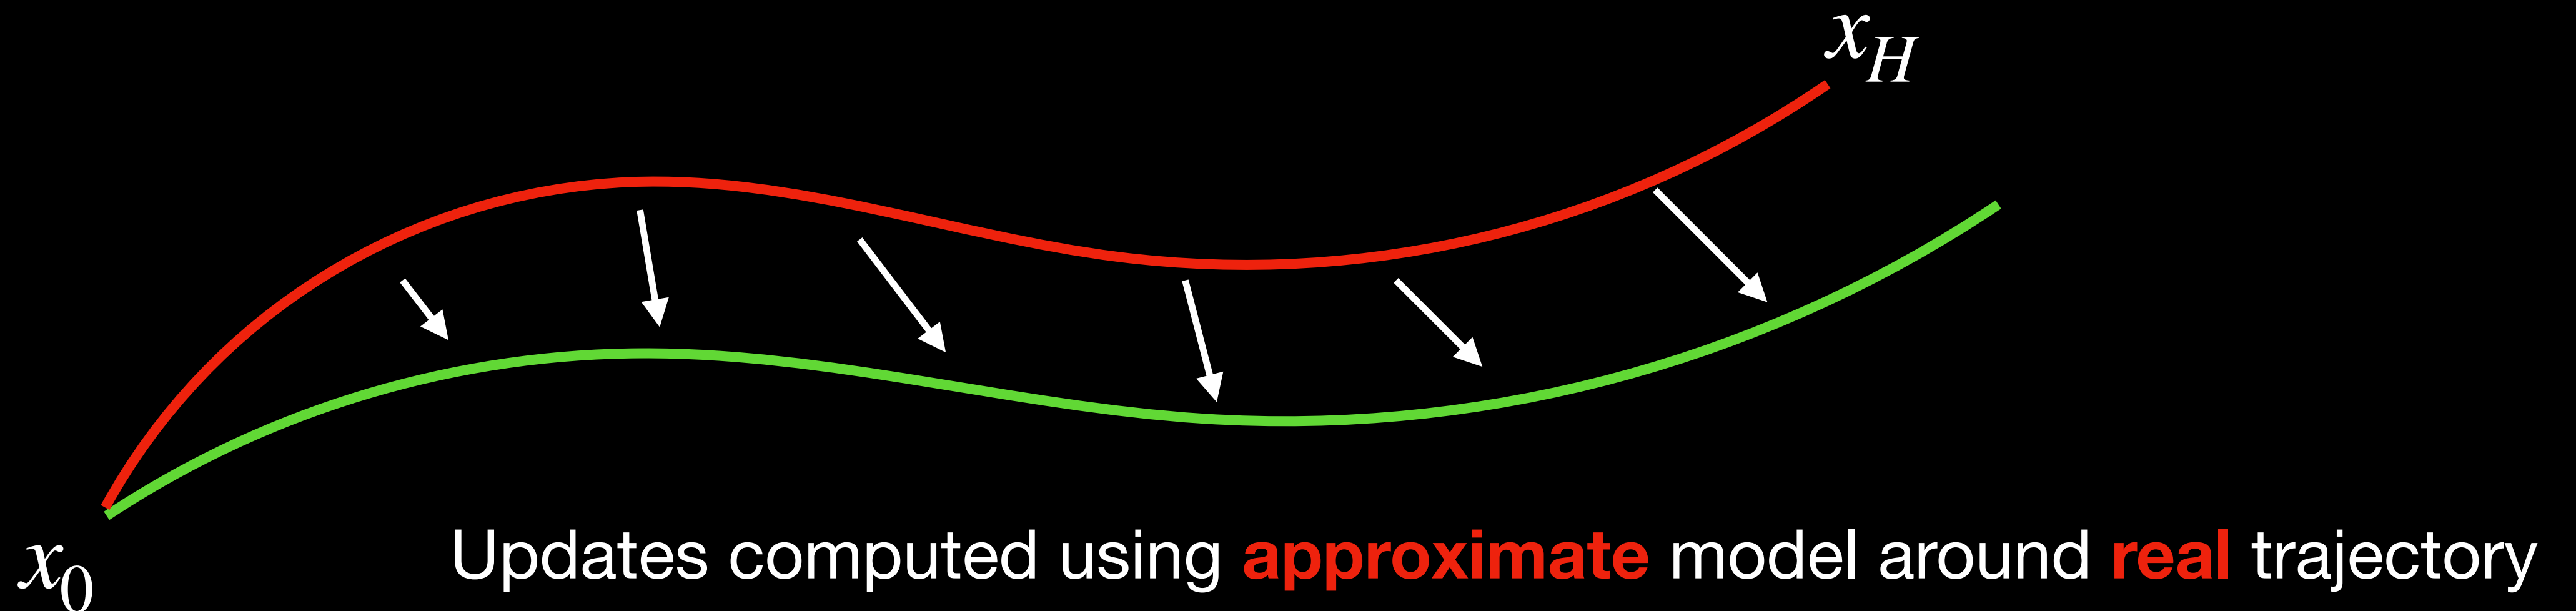 x_H
x_0
Updates computed using approximate model around real trajectory